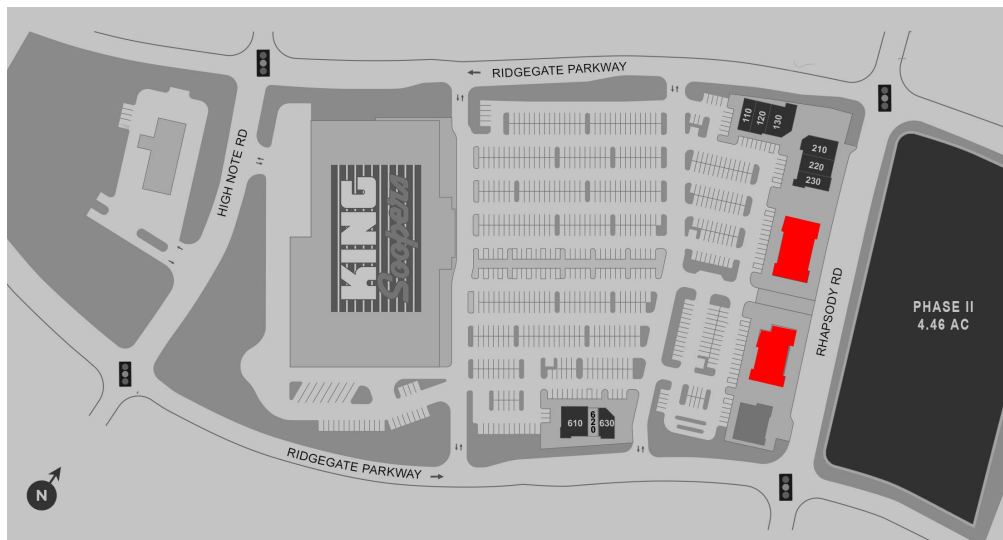 RIDGEGATE PARKWAY
110
120
130
210
220
230
HIGH NOTE RD
KING
Soopers
PHASE II
4.46 AC
RHAPSODY RD
610
620
630
RIDGEGATE PARKWAY
N